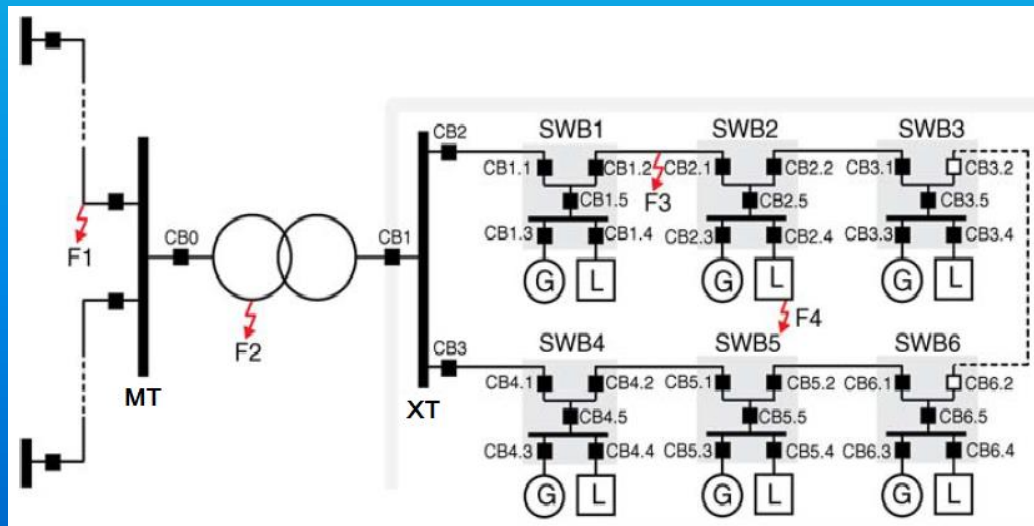 CB2 SWB1 SWB2 SWB3
CB1.1 CB1.2 CB2.1 CB2.2 CB3.1 CB3.2
CB1.5 F3 CB2.5 CB3.5
F1 CB0 CB1 CB1.3 CB1.4 CB2.3 CB2.4 CB3.3 CB3.4
G L G L G L
F2 F4
CB3 SWB4 SWB5 SWB6
MT XT CB4.1 CB4.2 CB5.1 CB5.2 CB6.1 CB6.2
CB4.5 CB5.5 CB6.5
CB4.3 CB4.4 CB5.3 CB5.4 CB6.3 CB6.4
G L G L G L